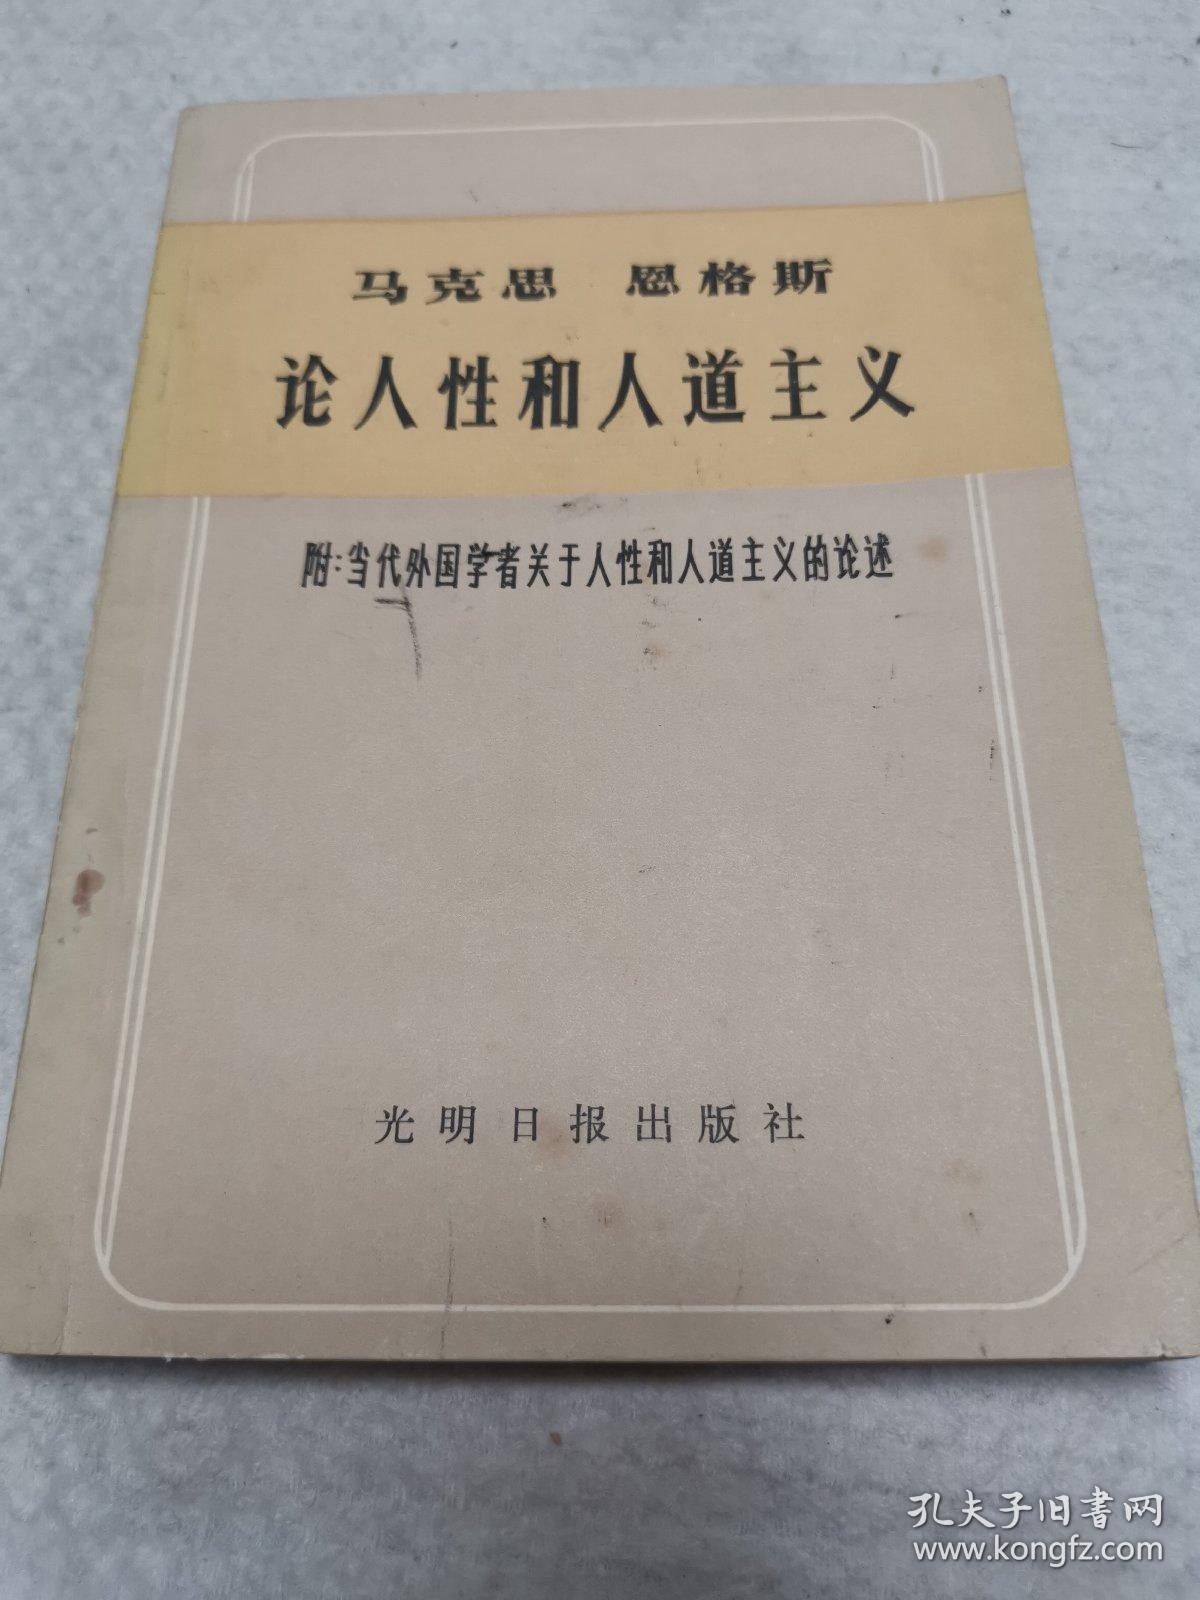 马克思 恩格斯
论人性和人道主义
附:当代外国学者关于人性和人道主义的论述
光明日报出版社
孔夫子旧书网
www.kongfz.com